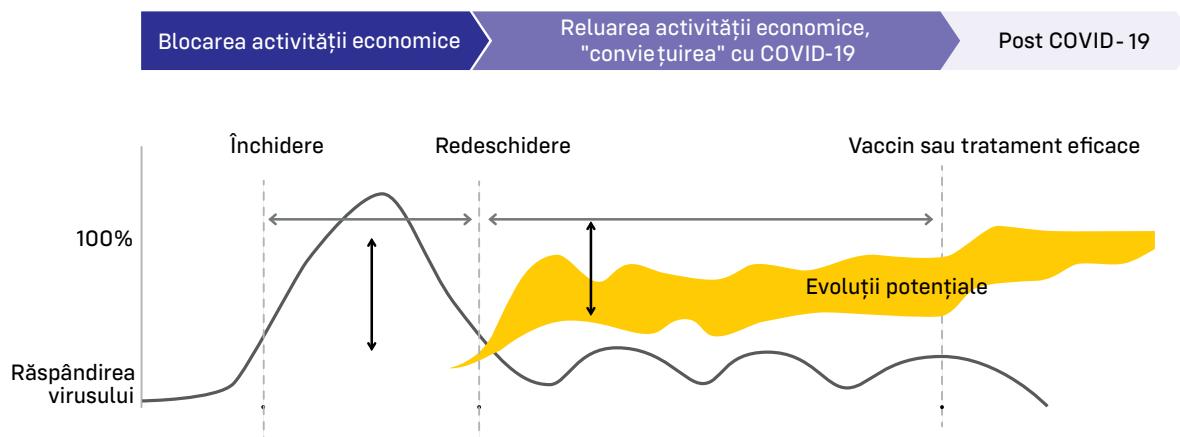 Blocarea activității economice
Reluarea activității economice,
"conviețuirea" cu COVID-19
Post COVID-19
Închidere
Redeschidere
Vaccin sau tratament eficace
100%
Evoluții potențiale
Răspândirea
virusului